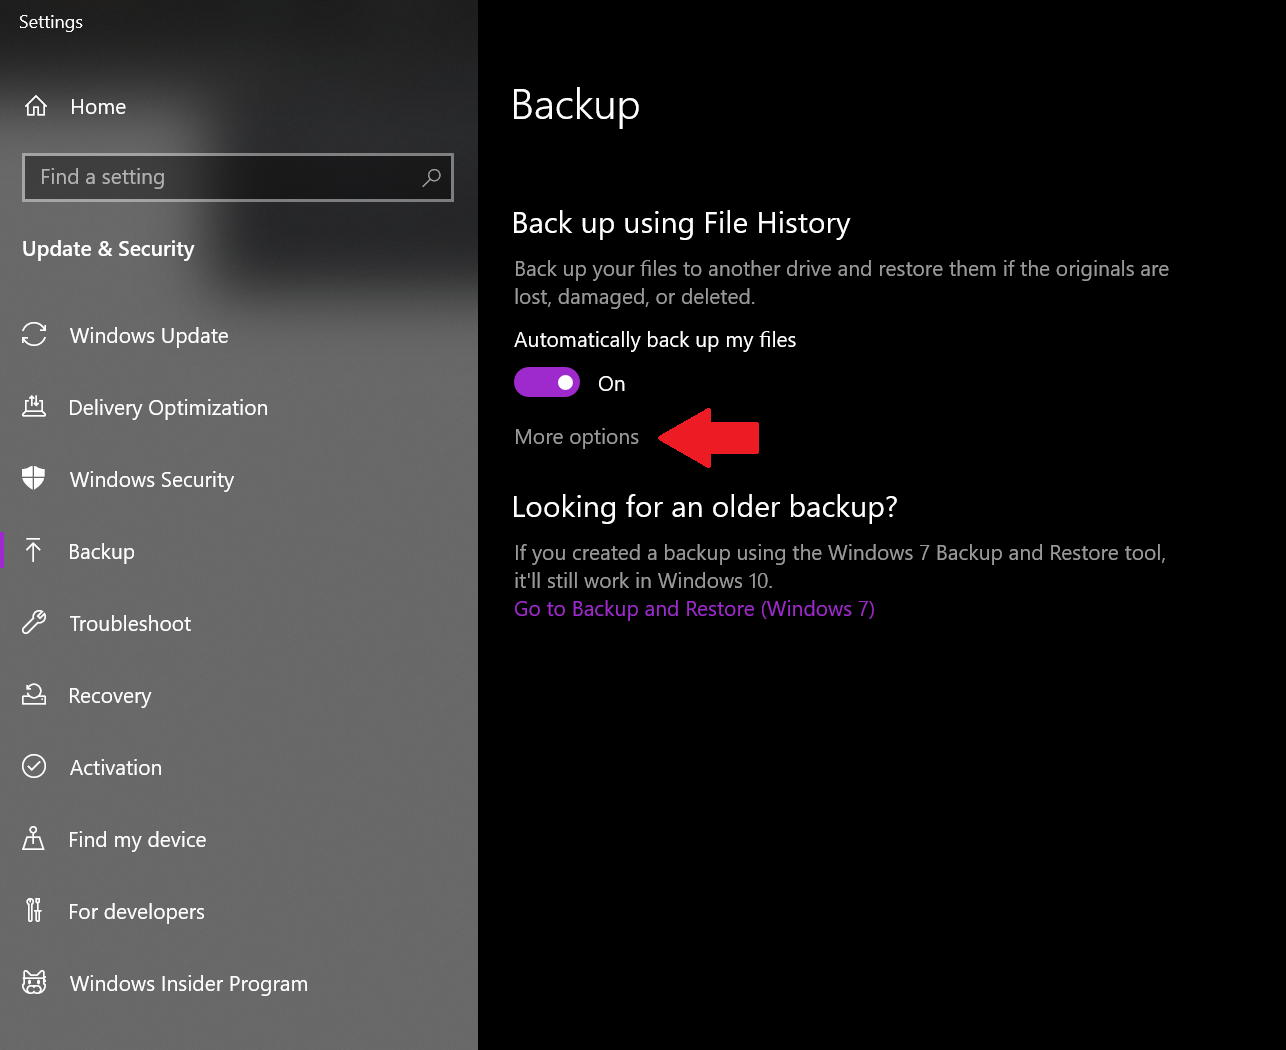 Settings
Home
Find a setting
Update & Security
Windows Update
Delivery Optimization
Windows Security
Backup
Troubleshoot
Recovery
Activation
Find my device
For developers
Windows Insider Program
Backup
Back up using File History
Back up your files to another drive and restore them if the originals are
lost, damaged, or deleted.
Automatically back up my files
On
More options
Looking for an older backup?
If you created a backup using the Windows 7 Backup and Restore tool,
it'll still work in Windows 10.
Go to Backup and Restore (Windows 7)